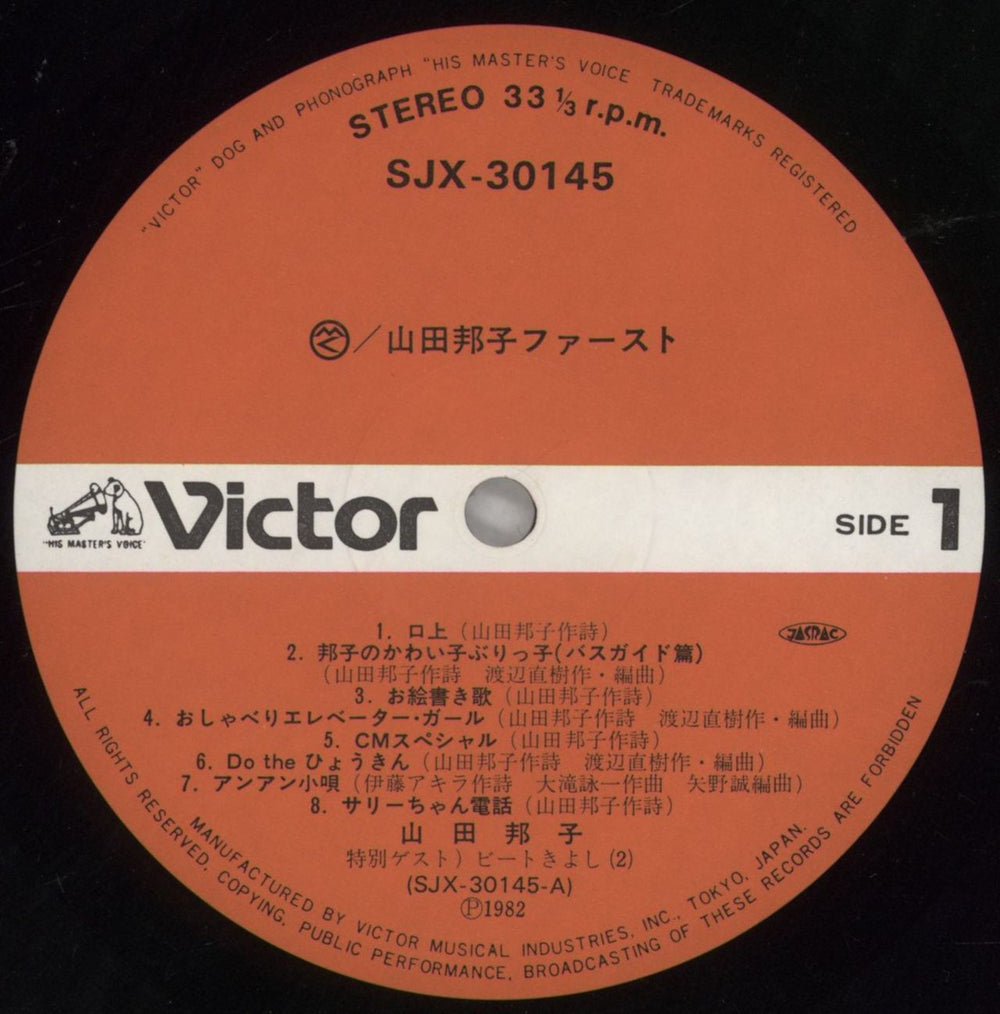 "VICTOR" DOG AND PHONOGRAPH "HIS MASTER'S VOICE TRADEMARKS REGISTERED
STEREO 33 ⅓ r.p.m.
SJX-30145
／山田邦子ファースト
"HIS MASTER'S VOICE"
Victor
SIDE 1
1. 口上（山田邦子作詩）
JASRAC
2. 邦子のかわい子ぶりっ子（バスガイド篇）
（山田邦子作詩　渡辺直樹作・編曲）
3. お絵書き歌（山田邦子作詩）
4. おしゃべりエレベーター・ガール（山田邦子作詩　渡辺直樹作・編曲）
5. CMスペシャル（山田邦子作詩）
6. Do the ひょうきん（山田邦子作詩　渡辺直樹作・編曲）
7. アンアン小唄（伊藤アキラ作詩　大滝詠一作曲　矢野誠編曲）
8. サリーちゃん電話（山田邦子作詩）
山田邦子
特別ゲスト）ビートきよし（2）
(SJX-30145-A)
Ⓟ1982
MANUFACTURED BY VICTOR MUSICAL INDUSTRIES, INC., TOKYO, JAPAN.
ALL RIGHTS RESERVED, COPYING, PUBLIC PERFORMANCE, BROADCASTING OF THESE RECORDS ARE FORBIDDEN